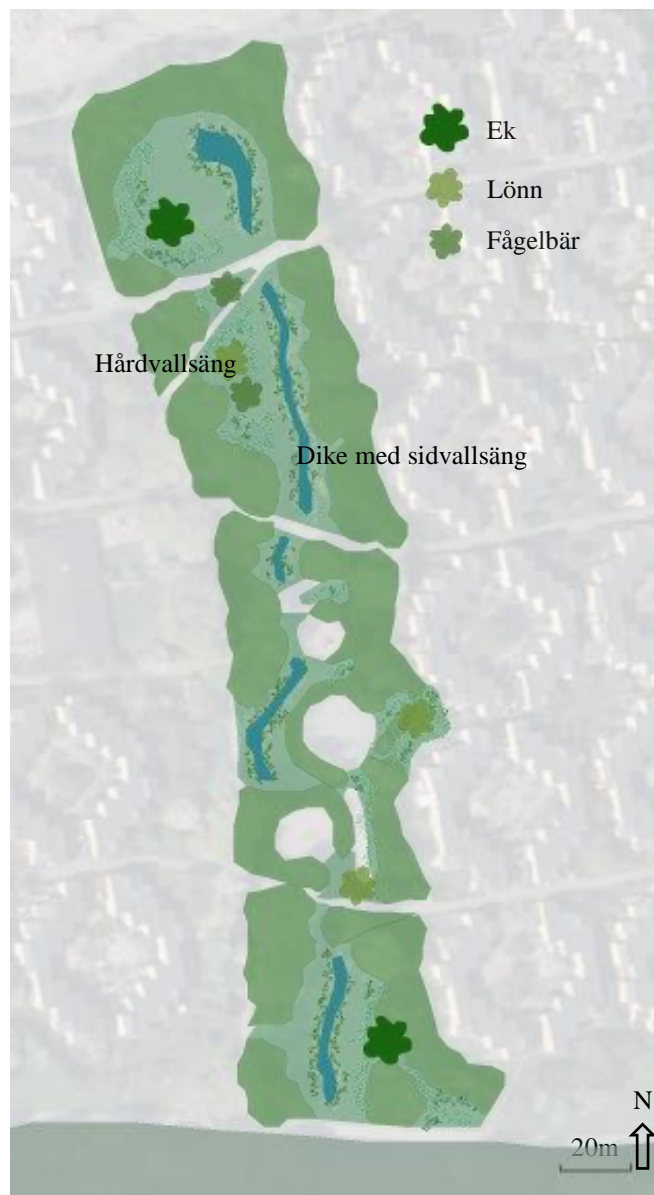 Ek
Lönn
Fågelbär
Hårdvallsäng
Dike med sidvallsäng
N
20m